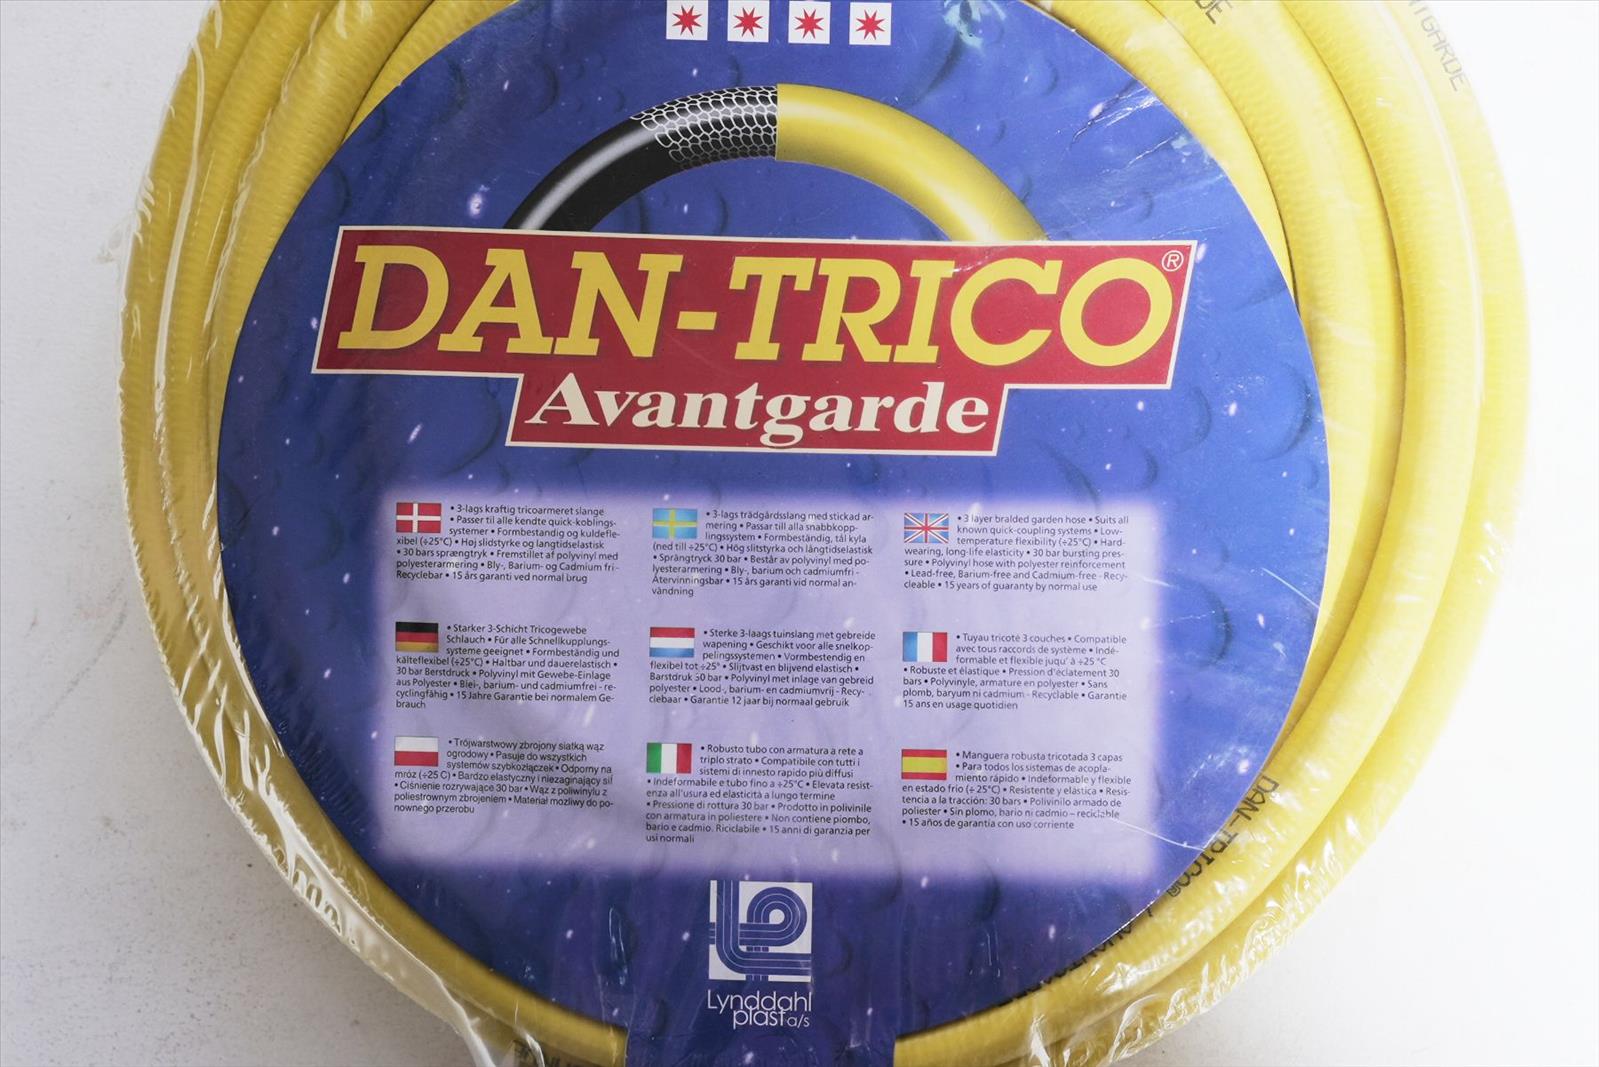 DAN-TRICO®
Avantgarde
• 3-lags kraftig tricoarmeret slange
• Passer til alle kendte quick-koblings-
systemer • Formbestandig og kuldefle-
xibel (÷25°C) • Høj slidstyrke og langtidselastisk
• 30 bars sprængtryk • Fremstillet af polyvinyl med
polyesterarmering • Bly-, Barium- og Cadmium fri -
Recyclebar • 15 års garanti ved normal brug
• 3-lags trädgårdsslang med stickad ar-
mering • Passar till alla snabbkopp-
lingssystem • Formbeständig, tål kyla
(ned till ÷25°C) • Hög slitstyrka och långtidselastisk
• Sprängtryck 30 bar • Består av polyvinyl med po-
lyesterarmering • Bly-, barium och cadmiumfri -
Återvinningsbar • 15 års garanti vid normal an-
vändning
• 3 layer bralded garden hose • Suits all
known quick-coupling systems • Low-
temperature flexibility (÷25°C) • Hard-
wearing, long-life elasticity • 30 bar bursting pres-
sure • Polyvinyl hose with polyester reinforcement
• Lead-free, Barium-free and Cadmium-free - Recy-
cleable • 15 years of guaranty by normal use
• Starker 3-Schicht Tricogewebe
Schlauch • Für alle Schnellkupplungs-
systeme geeignet • Formbeständig und
kälteflexibel (÷25°C) • Haltbar und dauerelastisch •
30 bar Berstdruck • Polyvinyl mit Gewebe-Einlage
aus Polyester • Blei-, barium- und cadmiumfrei - re-
cyclingfähig • 15 Jahre Garantie bei normalem Ge-
brauch
• Sterke 3-laags tuinslang met gebreide
wapening • Geschikt voor alle snelkop-
pelingssystemen • Vormbestendig en
flexibel tot ÷25° • Slijtvast en blijvend elastisch •
Barstdruk 30 bar • Polyvinyl met inlage van gebreid
polyester • Lood-, barium- en cadmiumvrij - Recy-
clebaar • Garantie 12 jaar bij normaal gebruik
• Tuyau tricoté 3 couches • Compatible
avec tous raccords de système • Indé-
formable et flexible juqu' à ÷25 °C
• Robuste et élastique • Pression d'éclatement 30
bars • Polyvinyle, armature en polyester • Sans
plomb, baryum ni cadmium - Recyclable • Garantie
15 ans en usage quotidien
• Trójwarstwowy zbrojony siatką wąz
ogrodowy • Pasuje do wszystkich
systemów szybkozłączek • Odporny na
mróz (÷25 C) • Bardzo elastyczny i niezaginający sił
• Ciśnienie rozrywające 30 bar • Wąz z poliwinylu z
poliestrownym zbrojeniem • Materiał mozliwy do po-
nownego przerobu
• Robusto tubo con armatura a rete a
triplo strato • Compatibile con tutti i
sistemi di innesto rapido più diffusi
• Indeformabile e tubo fino a ÷25°C • Elevata resist-
enza all'usura ed elasticità a lungo termine
• Pressione di rottura 30 bar • Prodotto in polivinile
con armatura in poliestere • Non contiene piombo,
bario e cadmio. Riciclabile • 15 anni di garanzia per
usi normali
• Manguera robusta tricotada 3 capas
• Para todos los sistemas de acopla-
miento rápido • Indeformable y flexible
en estado frio (÷ 25°C) • Resistente y elástica • Resis-
tencia a la tracción: 30 bars • Polivinilo armado de
poliester • Sin plomo, bario ni cadmio – reciclable
• 15 años de garantia con uso corriente
Lynddahl
plast a/s
DAN-TRICO® /